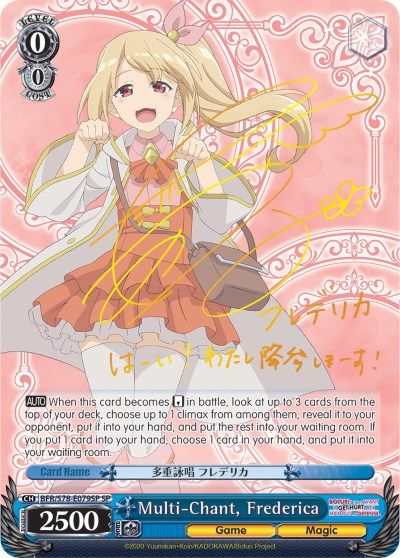 LEVEL
0
0
COST
フレデリカ
はーい!わたし降参しまーす!
AUTO When this card becomes in battle, look at up to 3 cards from the
top of your deck, choose up to 1 climax from among them, reveal it to your
opponent, put it into your hand, and put the rest into your waiting room. If
you put 1 card into your hand, choose 1 card in your hand, and put it into
your waiting room.
Card Name
多重詠唱 フレデリカ
CH BFR/S78-E079SP SP
POWER
2500
Multi-Chant, Frederica
Game
Magic
©2020 Yuumikan・Koin/KADOKAWA/Bofuri Project